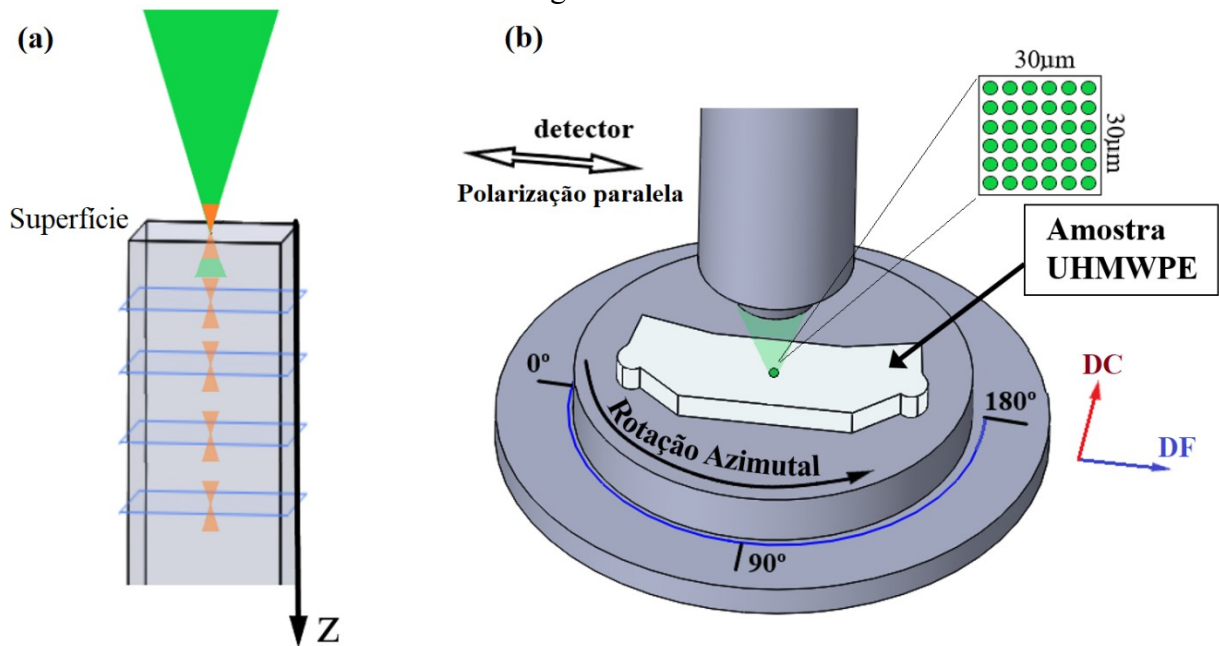 (a)
Superfície
Z
(b)
30µm
30µm
detector
Polarização paralela
Amostra
UHMWPE
0º
Rotação Azimutal
90º
180º
DC
DF